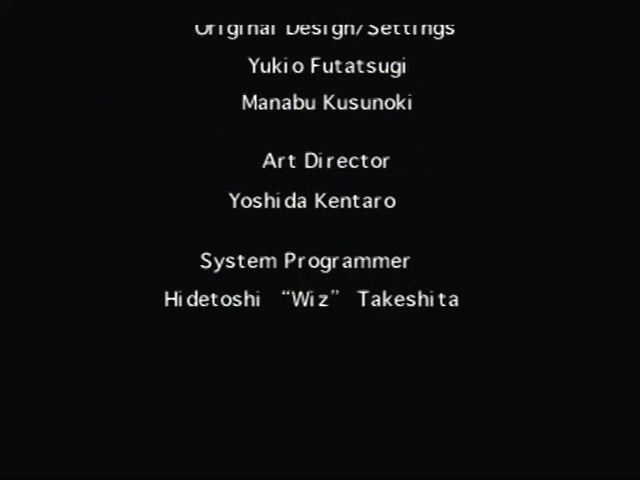 Original Design/Settings
Yukio Futatsugi
Manabu Kusunoki
Art Director
Yoshida Kentaro
System Programmer
Hidetoshi “Wiz” Takeshita